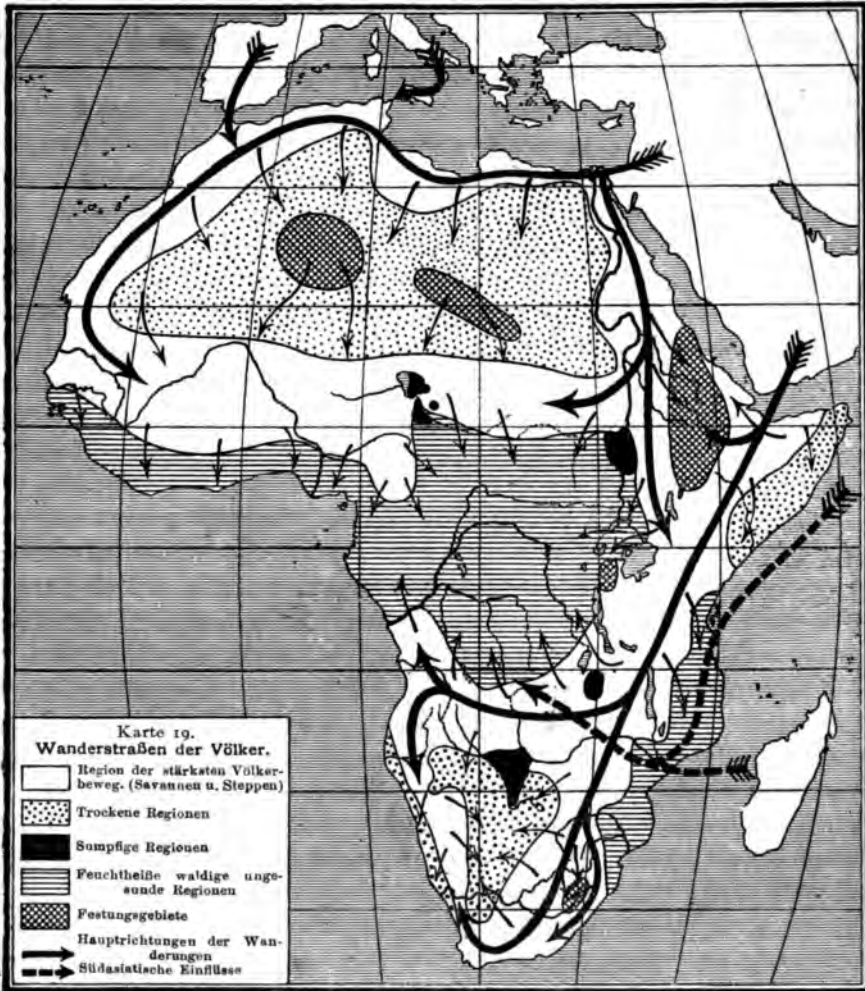 Karte 19.
Wanderstraßen der Völker.
Region der stärksten Völker-
beweg. (Savannen u. Steppen)
Trockene Regionen
Sumpfige Regionen
Feuchtheiße waldige unge-
sunde Regionen
Festungsgebiete
Hauptrichtungen der Wan-
derungen
Südasiatische Einflüsse